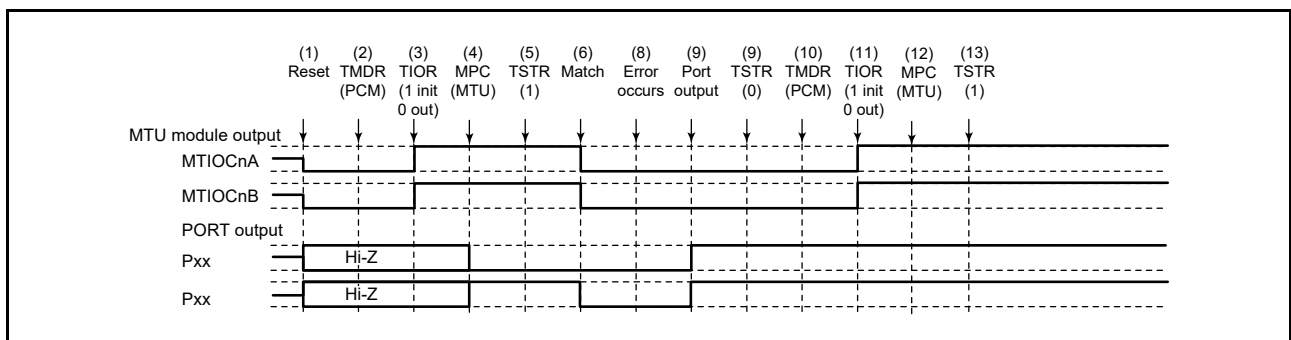 (1) (2) (3) (4) (5) (6) (8) (9) (9) (10) (11) (12) (13)
Reset TMDR TIOR MPC TSTR Match Error Port TSTR TMDR TIOR MPC TSTR
(PCM) (1 init (MTU) (1) occurs output (0) (PCM) (1 init (MTU) (1)
0 out) 0 out)
MTU module output
MTIOCnA
MTIOCnB
PORT output
Pxx Hi-Z
Pxx Hi-Z